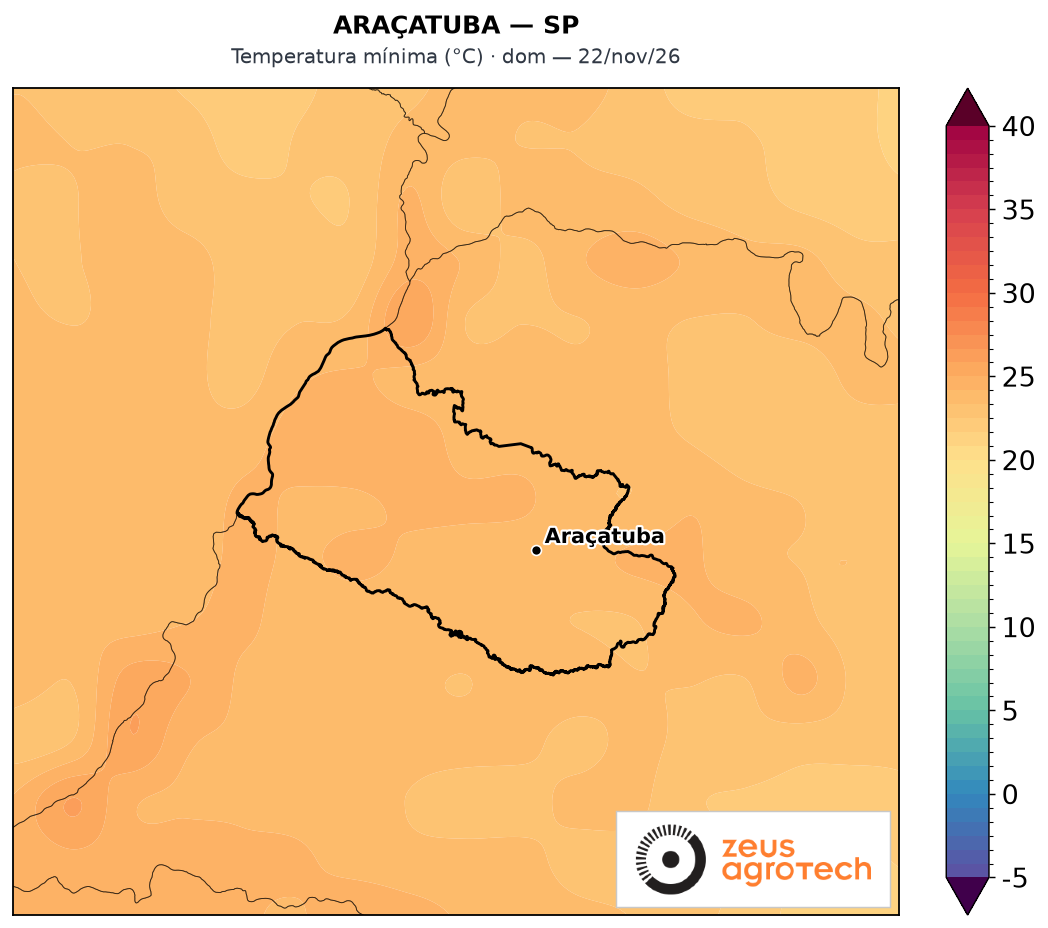 ARAÇATUBA — SP
Temperatura mínima (°C) · dom — 22/nov/26
40
35
30
25
20
15
10
5
0
-5
Araçatuba
zeus
agrotech